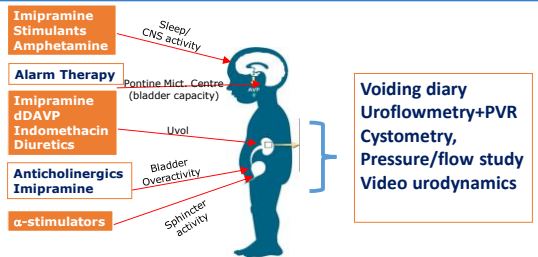 Imipramine
Stimulants
Amphetamine
Sleep/
CNS activity
Alarm Therapy
Pontine Mict. Centre
(bladder capacity)
AVP
Imipramine
dDAVP
Indomethacin
Diuretics
Uvol
Anticholinergics
Imipramine
Bladder
Overactivity
α-stimulators
Sphincter
activity
Voiding diary
Uroflowmetry+PVR
Cystometry,
Pressure/flow study
Video urodynamics